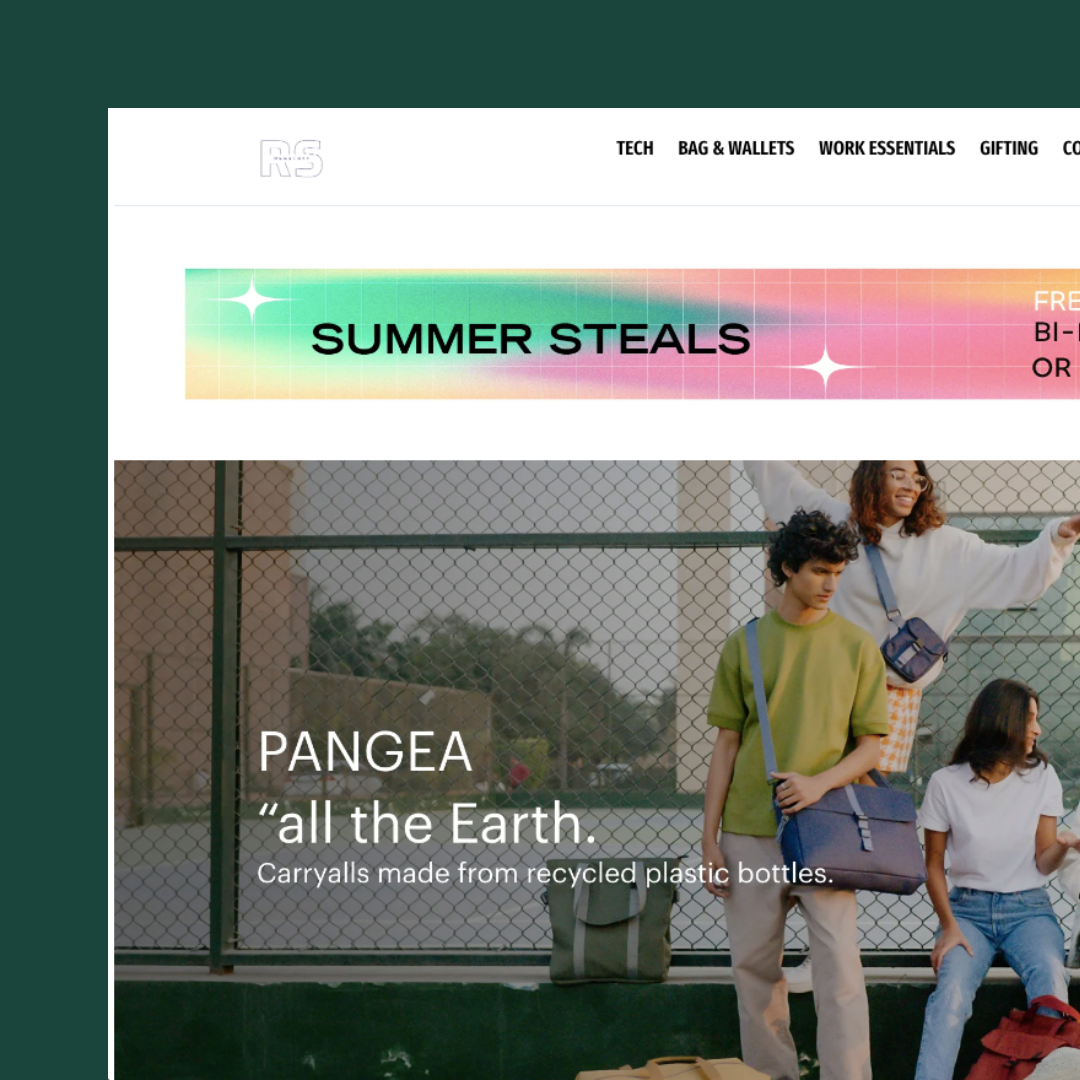 RS
TECH BAG & WALLETS WORK ESSENTIALS GIFTING CO
SUMMER STEALS
FRE
BI-
OR
PANGEA
“all the Earth.
Carryalls made from recycled plastic bottles.